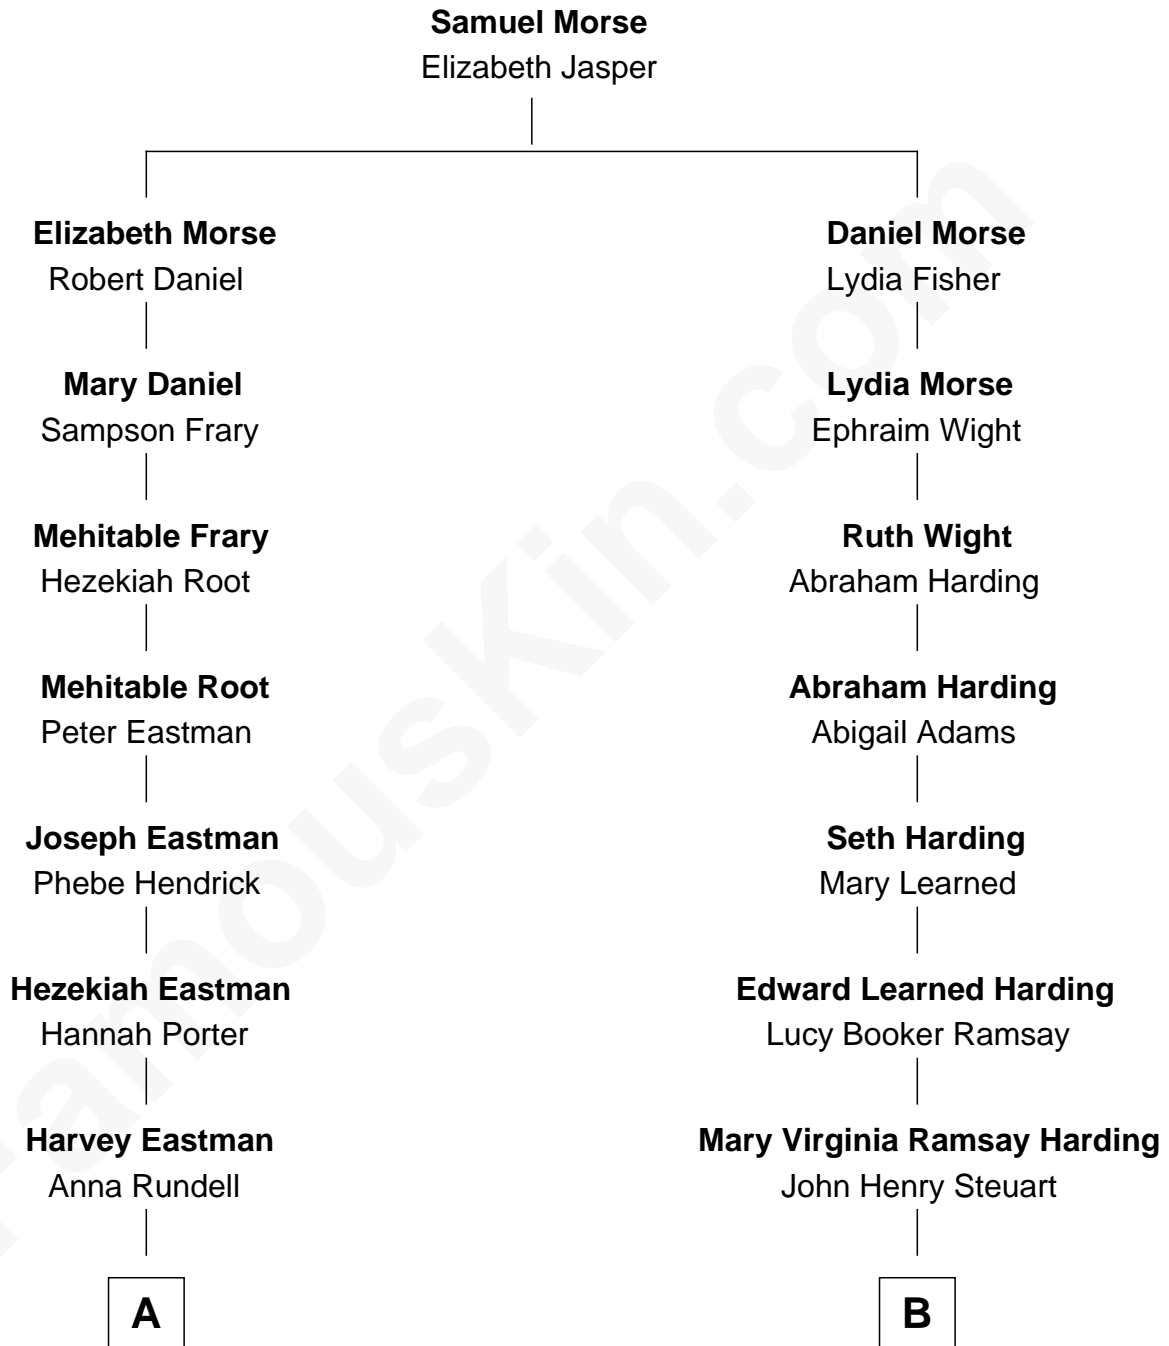 Samuel Morse
Elizabeth Jasper
Elizabeth Morse
Robert Daniel
Daniel Morse
Lydia Fisher
Mary Daniel
Sampson Frary
Lydia Morse
Ephraim Wight
Mehitable Frary
Hezekiah Root
Ruth Wight
Abraham Harding
Mehitable Root
Peter Eastman
Abraham Harding
Abigail Adams
Joseph Eastman
Phebe Hendrick
Seth Harding
Mary Learned
Hezekiah Eastman
Hannah Porter
Edward Learned Harding
Lucy Booker Ramsay
Harvey Eastman
Anna Rundell
Mary Virginia Ramsay Harding
John Henry Steuart
A
B
FamousKin.com